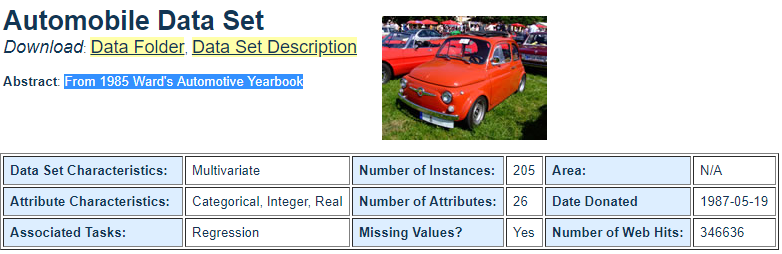 Automobile Data Set
Download: Data Folder, Data Set Description
Abstract: From 1985 Ward's Automotive Yearbook
Data Set Characteristics: Multivariate Number of Instances: 205 Area: N/A
Attribute Characteristics: Categorical, Integer, Real Number of Attributes: 26 Date Donated 1987-05-19
Associated Tasks: Regression Missing Values? Yes Number of Web Hits: 346636